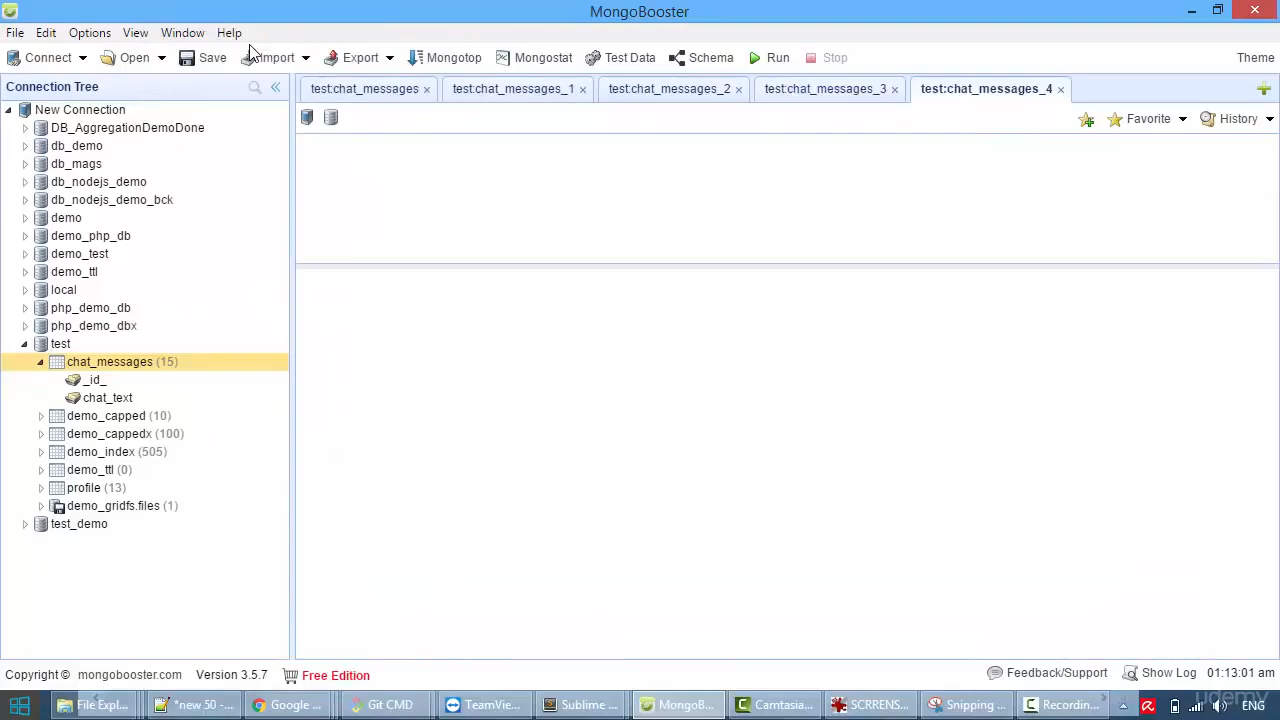 MongoBooster
File Edit Options View Window Help
Connect Open Save Import Export Mongotop Mongostat Test Data Schema Run Stop Theme
Connection Tree
test:chat_messages test:chat_messages_1 test:chat_messages_2 test:chat_messages_3 test:chat_messages_4
Favorite History
New Connection
DB_AggregationDemoDone
db_demo
db_mags
db_nodejs_demo
db_nodejs_demo_bck
demo
demo_php_db
demo_test
demo_ttl
local
php_demo_db
php_demo_dbx
test
chat_messages (15)
_id_
chat_text
demo_capped (10)
demo_cappedx (100)
demo_index (505)
demo_ttl (0)
profile (13)
demo_gridfs.files (1)
test_demo
Copyright © mongobooster.com Version 3.5.7 Free Edition Feedback/Support Show Log 01:13:01 am
File Expl... *new 50 -... Google ... Git CMD TeamVie... Sublime ... MongoB... Camtasia... SCRRENS... Snipping ... Recordin... ENG
udemy